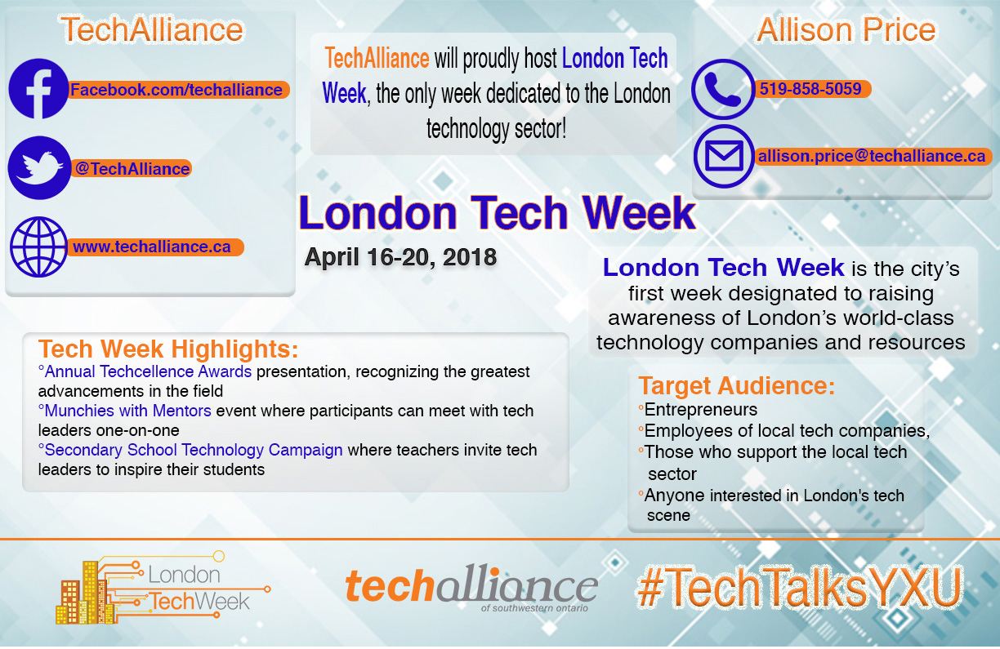 TechAlliance
Facebook.com/techalliance
@TechAlliance
www.techalliance.ca
TechAlliance will proudly host London Tech
Week, the only week dedicated to the London
technology sector!
Allison Price
519-858-5059
allison.price@techalliance.ca
London Tech Week
April 16-20, 2018
London Tech Week is the city's
first week designated to raising
awareness of London's world-class
technology companies and resources
Tech Week Highlights:
°Annual Techcellence Awards presentation, recognizing the greatest
advancements in the field
°Munchies with Mentors event where participants can meet with tech
leaders one-on-one
°Secondary School Technology Campaign where teachers invite tech
leaders to inspire their students
Target Audience:
°Entrepreneurs
°Employees of local tech companies,
°Those who support the local tech
sector
°Anyone interested in London's tech
scene
London
TechWeek
techalliance
of southwestern ontario
#TechTalksYXU